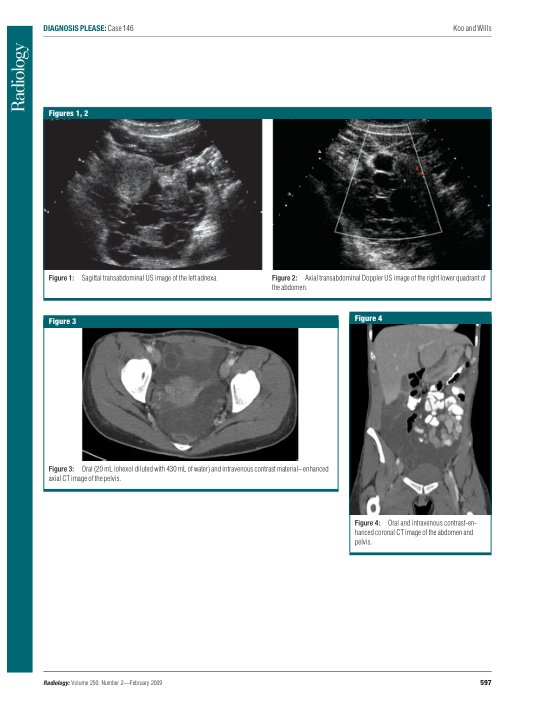 DIAGNOSIS PLEASE: Case 146
Koo and Wills
Radiology
Figures 1, 2
Figure 1: Sagittal transabdominal US image of the left adnexa.
Figure 2: Axial transabdominal Doppler US image of the right lower quadrant of
the abdomen.
Figure 3
Figure 3: Oral (20 mL iohexol diluted with 430 mL of water) and intravenous contrast material–enhanced
axial CT image of the pelvis.
Figure 4
Figure 4: Oral and intravenous contrast-en-
hanced coronal CT image of the abdomen and
pelvis.
Radiology: Volume 250: Number 2—February 2009
597